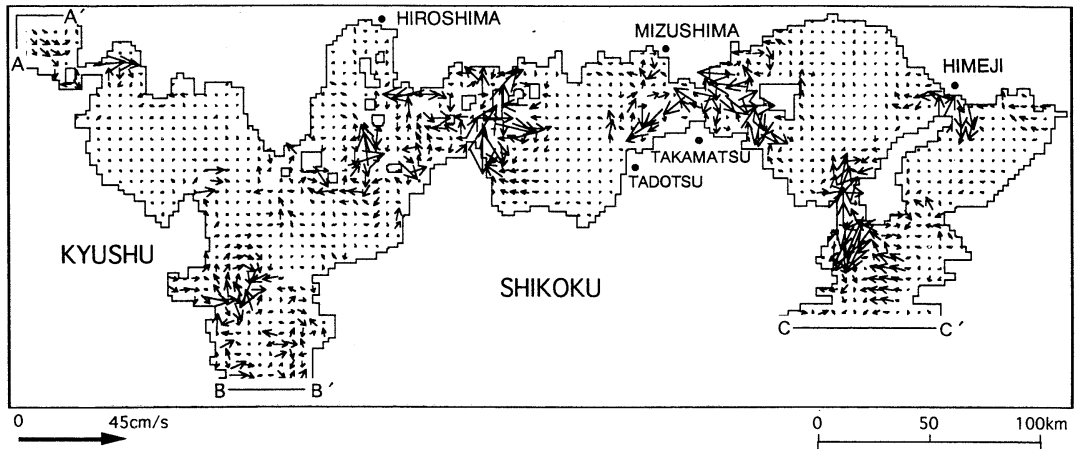 A´
HIROSHIMA
MIZUSHIMA
A
HIMEJI
TAKAMATSU
TADOTSU
KYUSHU
SHIKOKU
C C´
B B´
0 45cm/s
0 50 100km